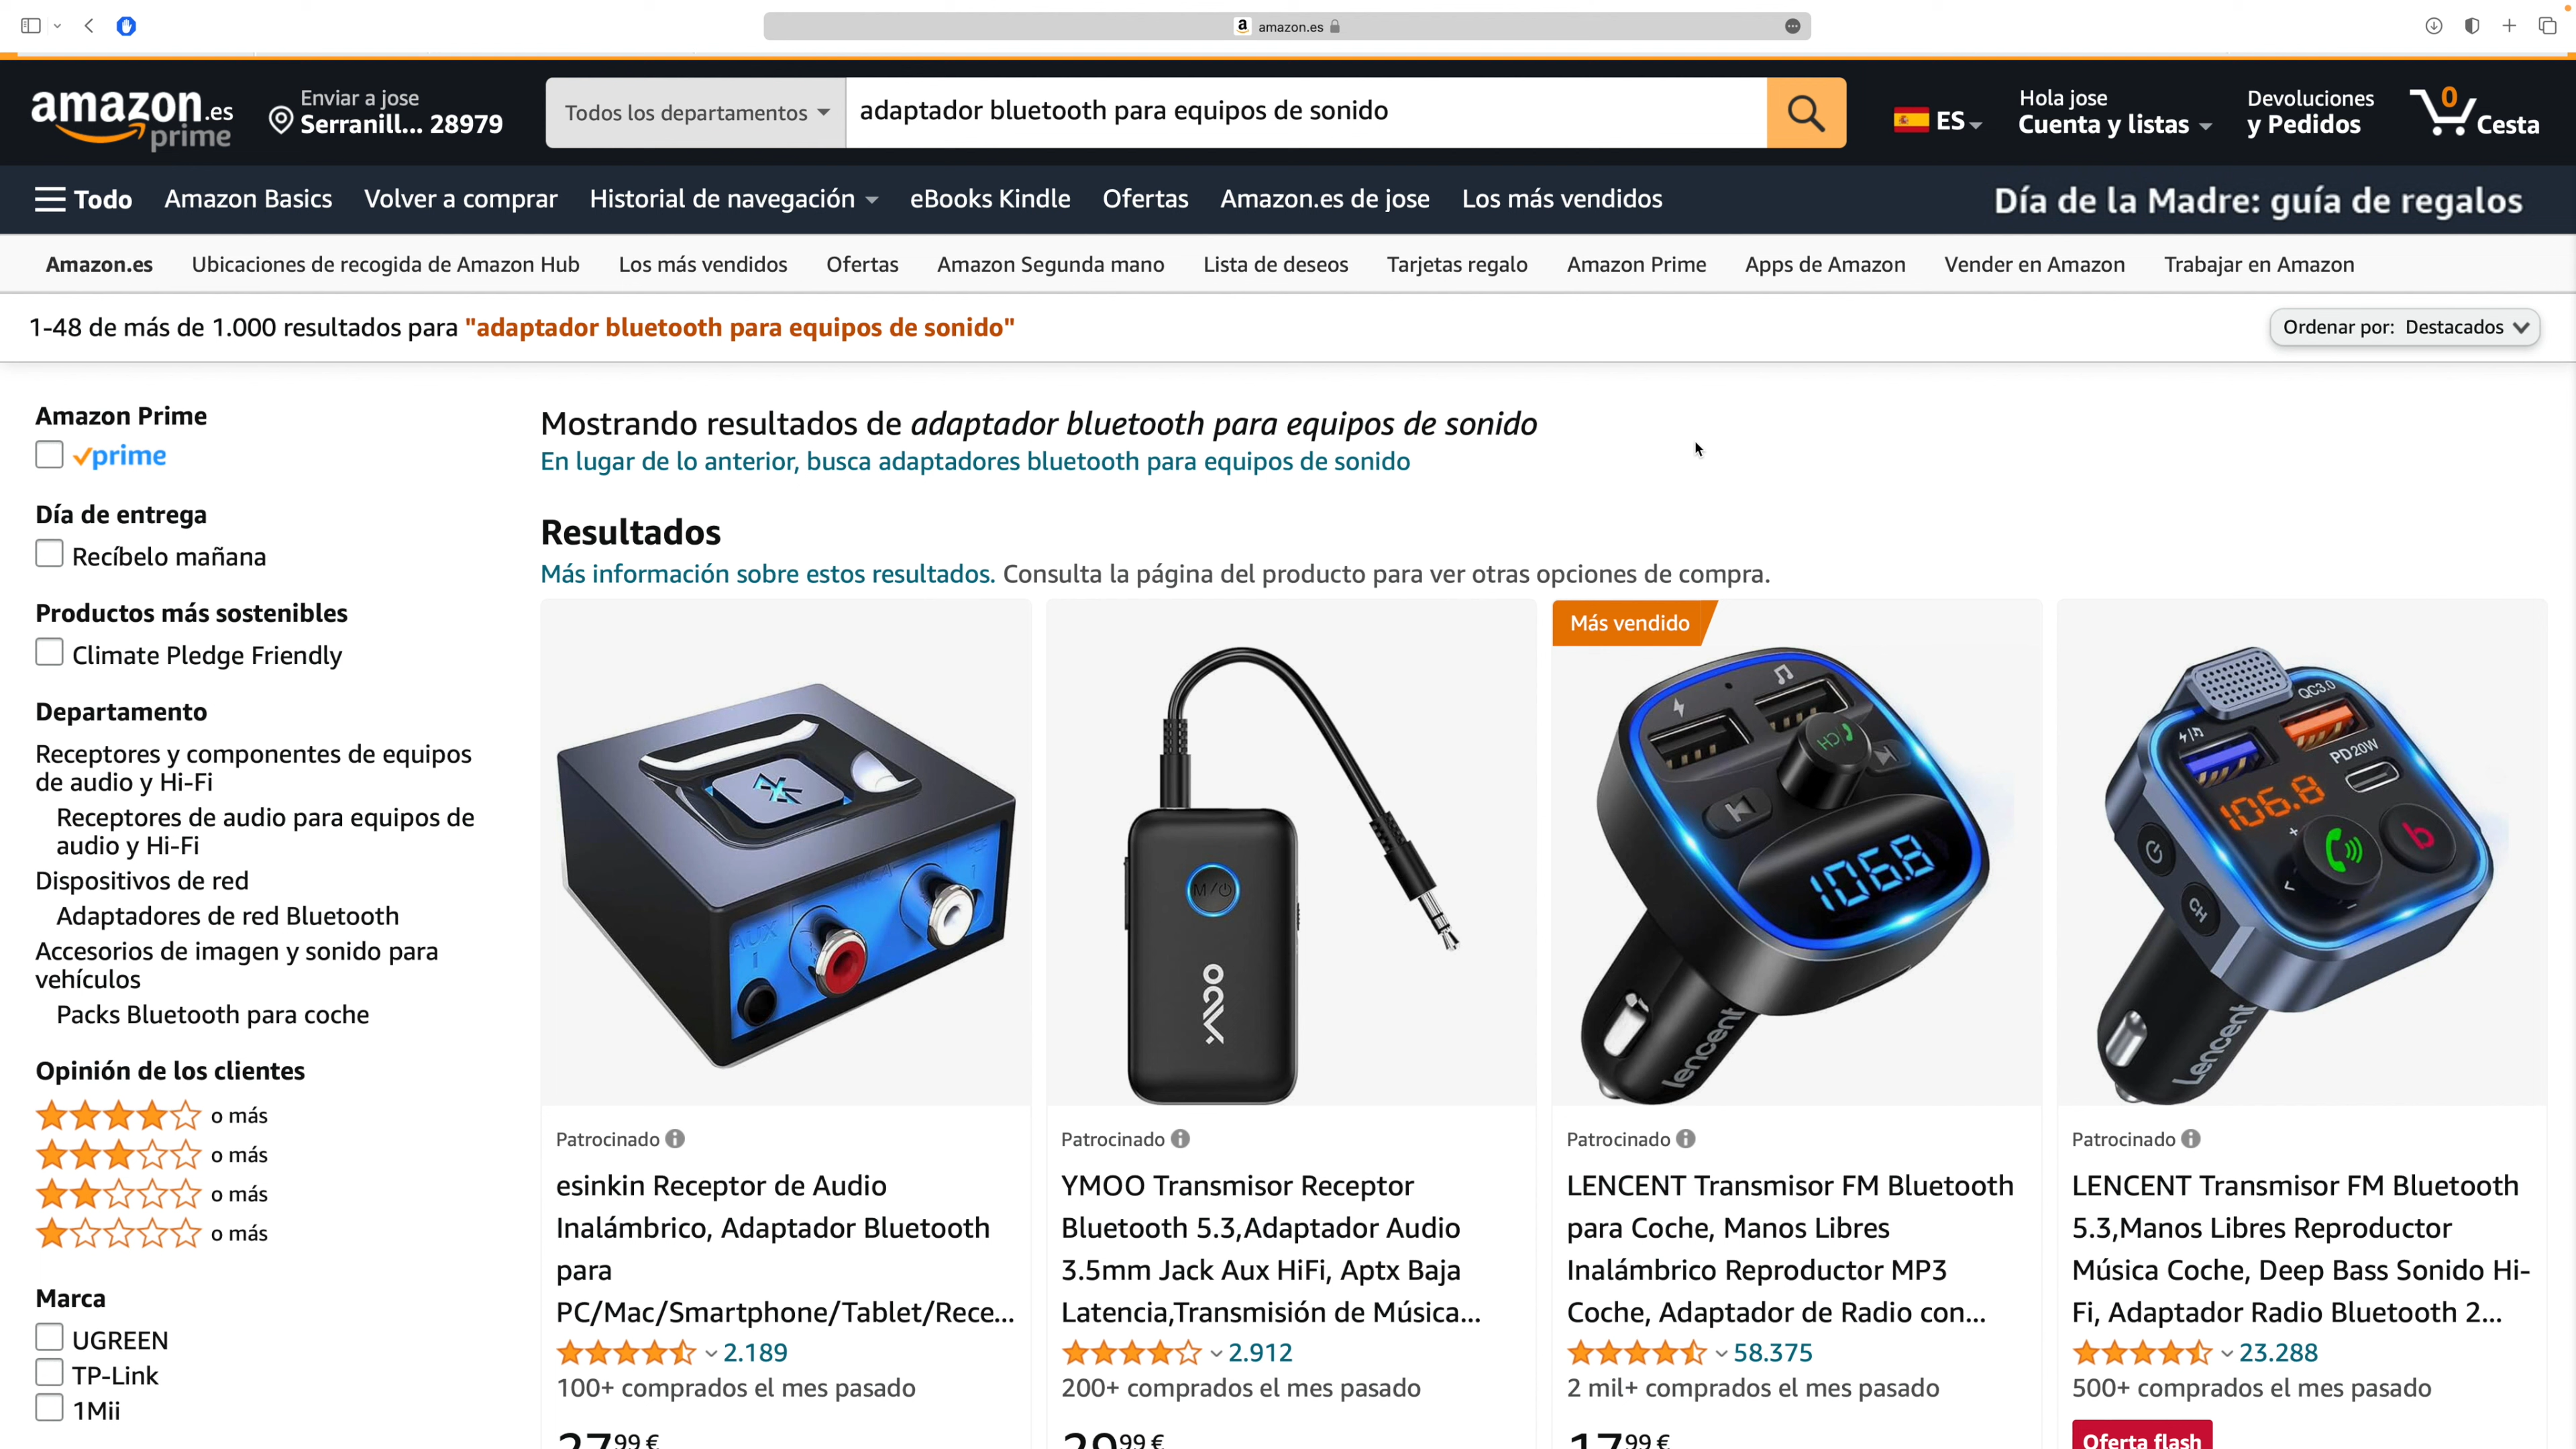 amazon.es
amazon.es
prime
Enviar a jose
Serranill... 28979
Todos los departamentos
adaptador bluetooth para equipos de sonido
ES
Hola jose
Cuenta y listas
Devoluciones
y Pedidos
0
Cesta
Todo
Amazon Basics
Volver a comprar
Historial de navegación
eBooks Kindle
Ofertas
Amazon.es de jose
Los más vendidos
Día de la Madre: guía de regalos
Amazon.es
Ubicaciones de recogida de Amazon Hub
Los más vendidos
Ofertas
Amazon Segunda mano
Lista de deseos
Tarjetas regalo
Amazon Prime
Apps de Amazon
Vender en Amazon
Trabajar en Amazon
1-48 de más de 1.000 resultados para "adaptador bluetooth para equipos de sonido"
Ordenar por: Destacados
Amazon Prime
prime
Día de entrega
Recíbelo mañana
Productos más sostenibles
Climate Pledge Friendly
Departamento
Receptores y componentes de equipos
de audio y Hi-Fi
Receptores de audio para equipos de
audio y Hi-Fi
Dispositivos de red
Adaptadores de red Bluetooth
Accesorios de imagen y sonido para
vehículos
Packs Bluetooth para coche
Opinión de los clientes
o más
o más
o más
o más
Marca
UGREEN
TP-Link
1Mii
Mostrando resultados de adaptador bluetooth para equipos de sonido
En lugar de lo anterior, busca adaptadores bluetooth para equipos de sonido
Resultados
Más información sobre estos resultados. Consulta la página del producto para ver otras opciones de compra.
AUX
Patrocinado
esinkin Receptor de Audio
Inalámbrico, Adaptador Bluetooth
para
PC/Mac/Smartphone/Tablet/Rece...
2.189
100+ comprados el mes pasado
27,99 €
M/
YMOO
Patrocinado
YMOO Transmisor Receptor
Bluetooth 5.3,Adaptador Audio
3.5mm Jack Aux HiFi, Aptx Baja
Latencia,Transmisión de Música...
2.912
200+ comprados el mes pasado
29,99 €
Más vendido
CH
106.8
lencent
Patrocinado
LENCENT Transmisor FM Bluetooth
para Coche, Manos Libres
Inalámbrico Reproductor MP3
Coche, Adaptador de Radio con...
58.375
2 mil+ comprados el mes pasado
17,99 €
QC3.0
PD20W
106.8
b
CH
Lencent
Patrocinado
LENCENT Transmisor FM Bluetooth
5.3,Manos Libres Reproductor
Música Coche, Deep Bass Sonido Hi-
Fi, Adaptador Radio Bluetooth 2...
23.288
500+ comprados el mes pasado
Oferta flash